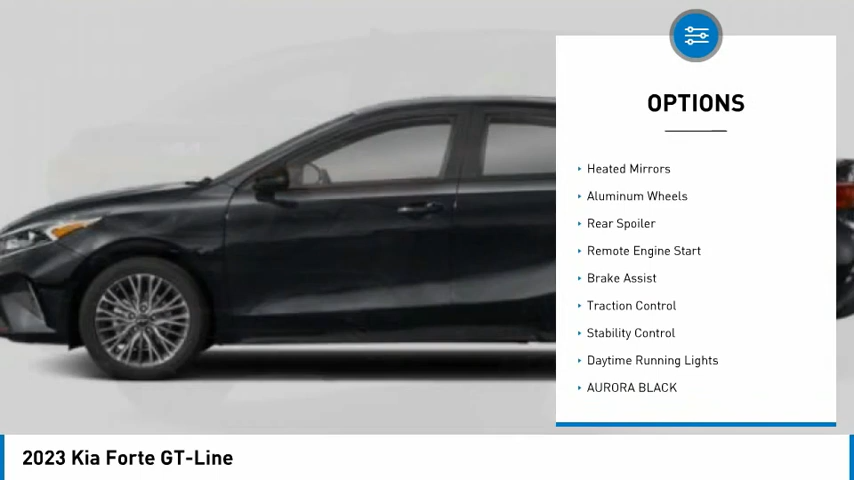 OPTIONS
Heated Mirrors
Aluminum Wheels
Rear Spoiler
Remote Engine Start
Brake Assist
Traction Control
Stability Control
Daytime Running Lights
AURORA BLACK
2023 Kia Forte GT-Line